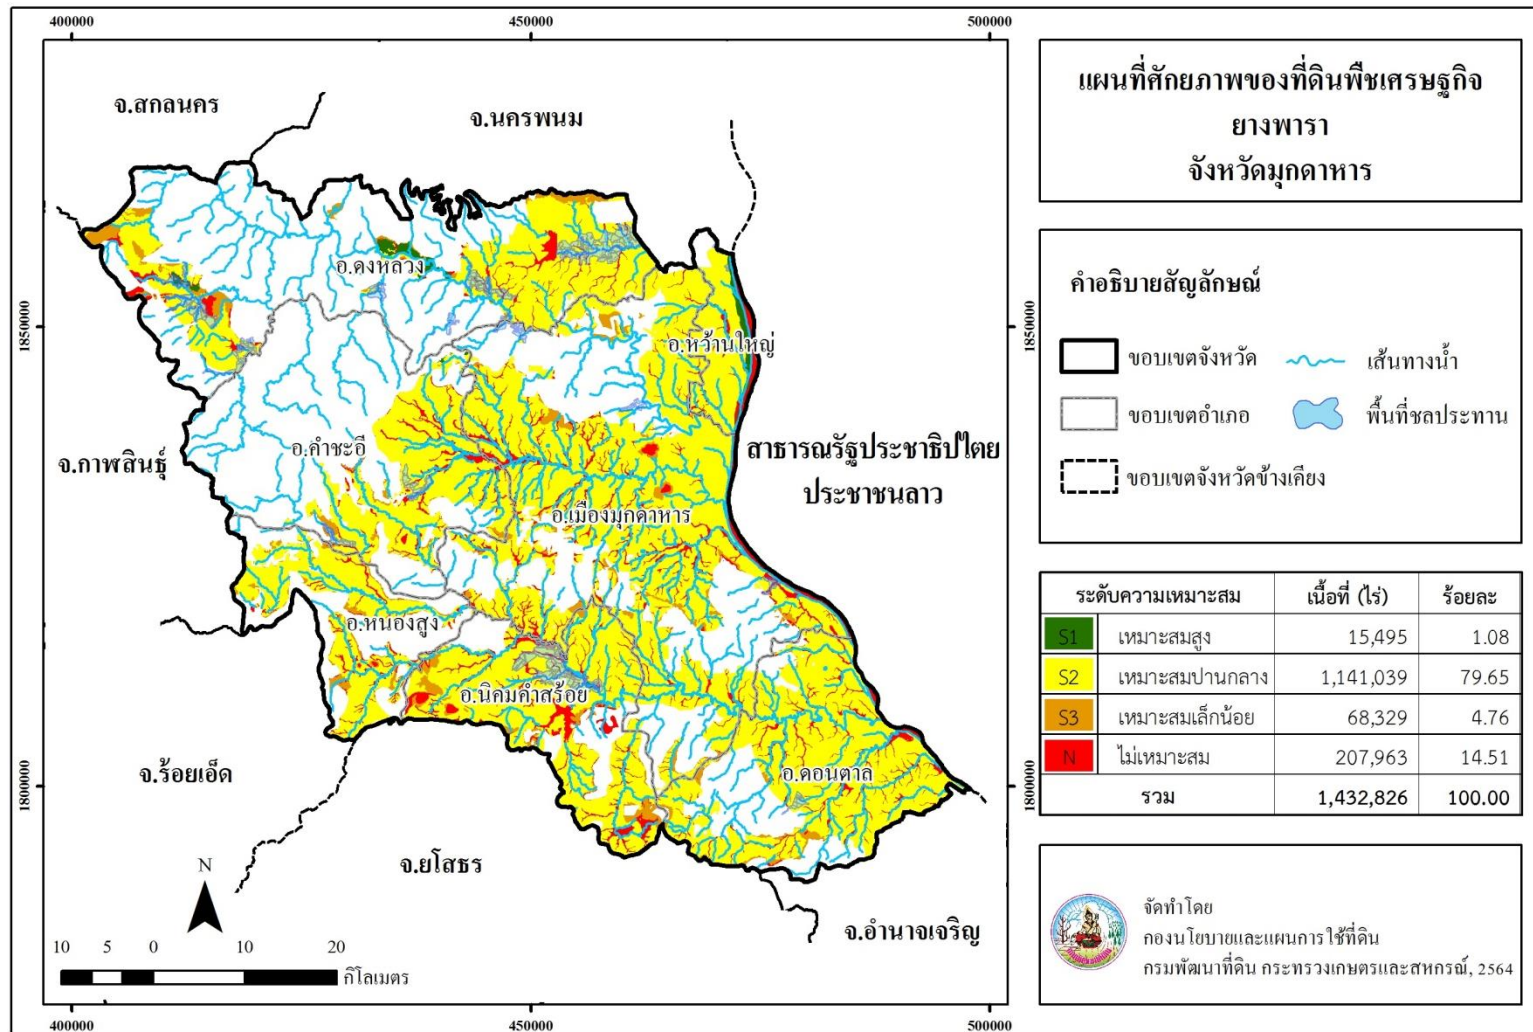 400000
450000
500000
จ.สกลนคร
จ.นครพนม
อ.ดงหลวง
อ.หว้านใหญ่
อ.คำชะอี
จ.กาฬสินธุ์
สาธารณรัฐประชาธิปไตย
ประชาชนลาว
อ.เมืองมุกดาหาร
อ.หนองสูง
อ.นิคมคำสร้อย
จ.ร้อยเอ็ด
อ.ดอนตาล
จ.ยโสธร
จ.อำนาจเจริญ
1850000
1800000
1850000
1800000
N
10 5 0 10 20
กิโลเมตร
400000
450000
500000
แผนที่ศักยภาพของที่ดินพืชเศรษฐกิจ
ยางพารา
จังหวัดมุกดาหาร
คำอธิบายสัญลักษณ์
ขอบเขตจังหวัด เส้นทางน้ำ
ขอบเขตอำเภอ พื้นที่ชลประทาน
ขอบเขตจังหวัดข้างเคียง
ระดับความเหมาะสม เนื้อที่ (ไร่) ร้อยละ
S1 เหมาะสมสูง 15,495 1.08
S2 เหมาะสมปานกลาง 1,141,039 79.65
S3 เหมาะสมเล็กน้อย 68,329 4.76
N ไม่เหมาะสม 207,963 14.51
รวม 1,432,826 100.00
จัดทำโดย
กองนโยบายและแผนการใช้ที่ดิน
กรมพัฒนาที่ดิน กระทรวงเกษตรและสหกรณ์, 2564